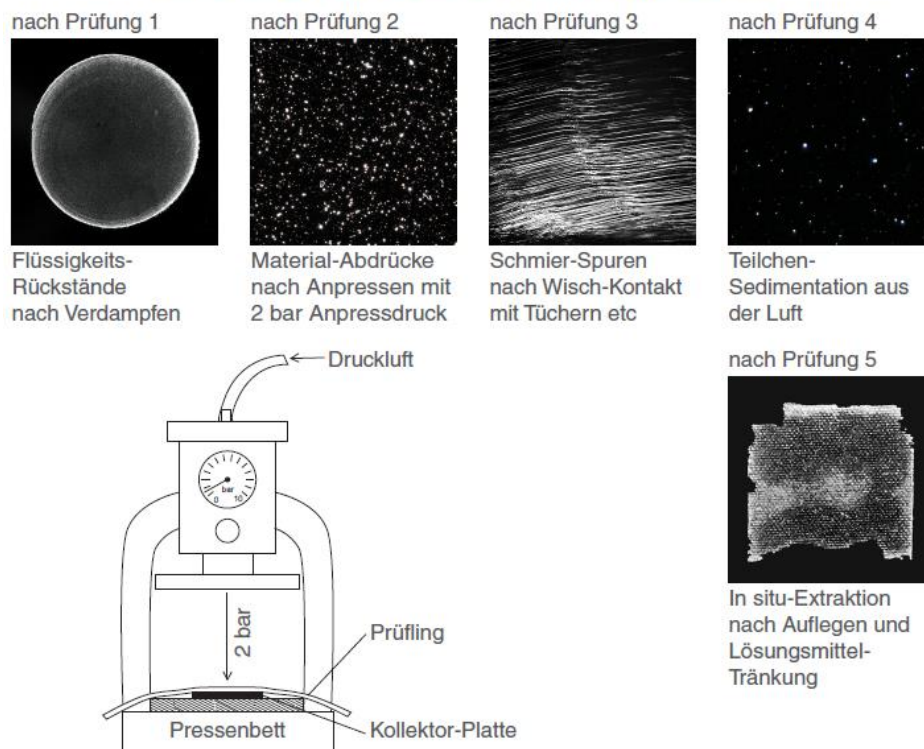 nach Prüfung 1
nach Prüfung 2
nach Prüfung 3
nach Prüfung 4
Flüssigkeits-
Rückstände
nach Verdampfen
Material-Abdrücke
nach Anpressen mit
2 bar Anpressdruck
Schmier-Spuren
nach Wisch-Kontakt
mit Tüchern etc
Teilchen-
Sedimentation aus
der Luft
nach Prüfung 5
In situ-Extraktion
nach Auflegen und
Lösungsmittel-
Tränkung
Druckluft
bar
0 10
2 bar
Prüfling
Pressenbett
Kollektor-Platte